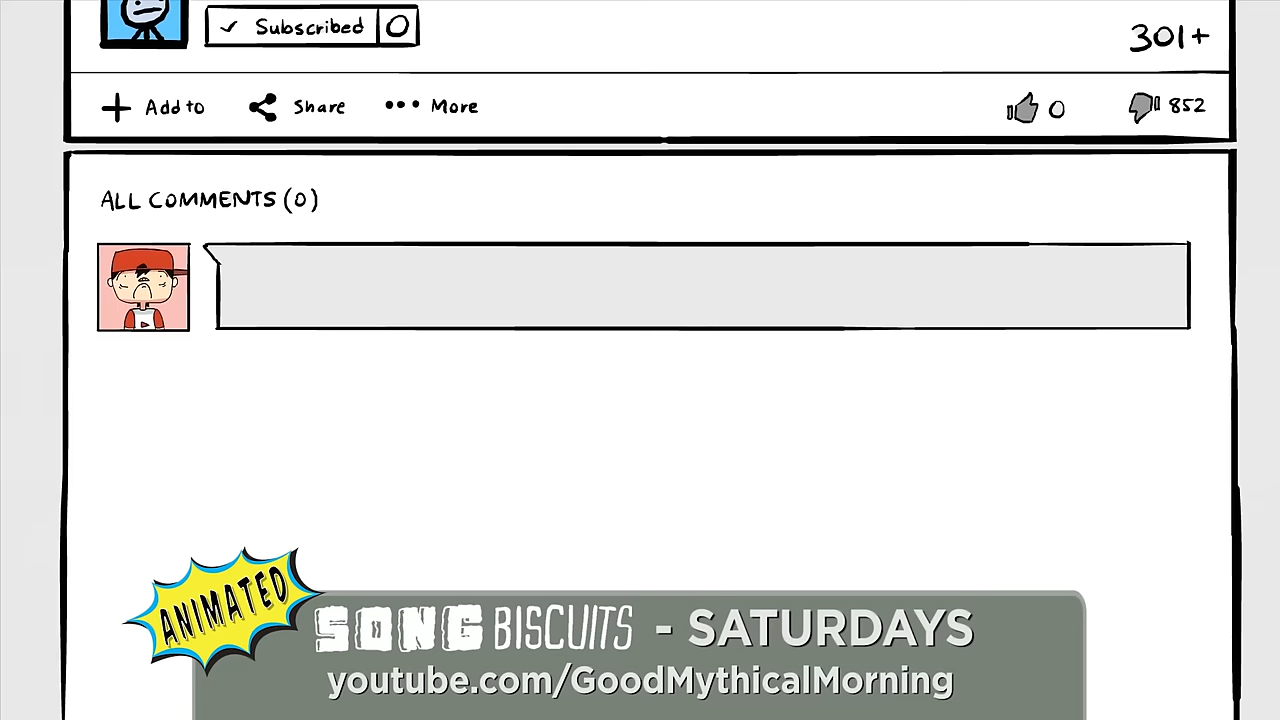 ✓ Subscribed 0
301+
+ Add to Share ••• More 0 852
ALL COMMENTS (0)
ANIMATED
SONG BISCUITS - SATURDAYS
youtube.com/GoodMythicalMorning